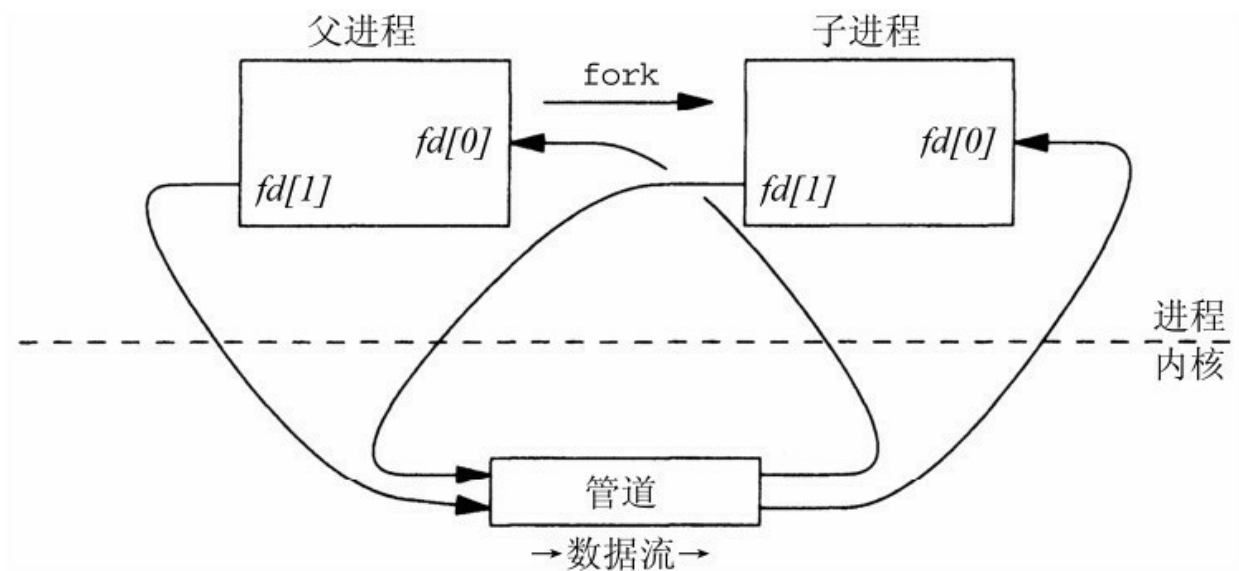 父进程
子进程
fork
fd[0]
fd[0]
fd[1]
fd[1]
进程
内核
管道
→数据流→